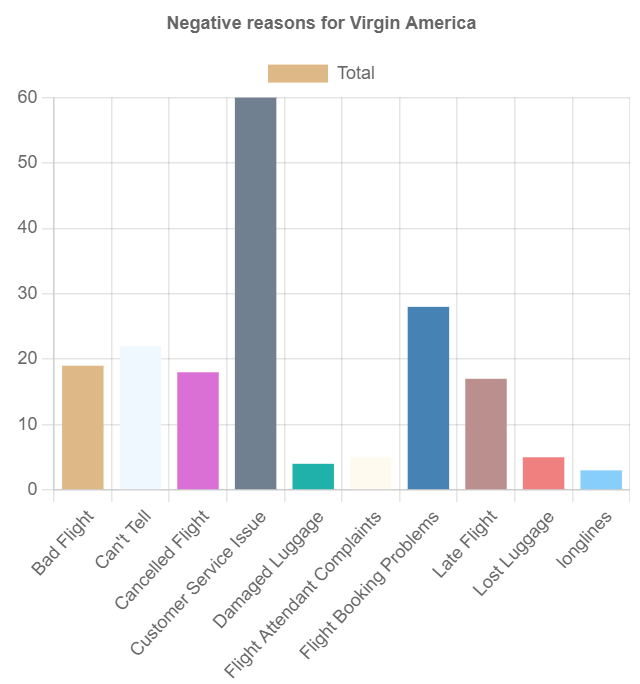 Negative reasons for Virgin America
Total
60
50
40
30
20
10
0
Bad Flight
Can't Tell
Cancelled Flight
Customer Service Issue
Damaged Luggage
Flight Attendant Complaints
Flight Booking Problems
Late Flight
Lost Luggage
longlines